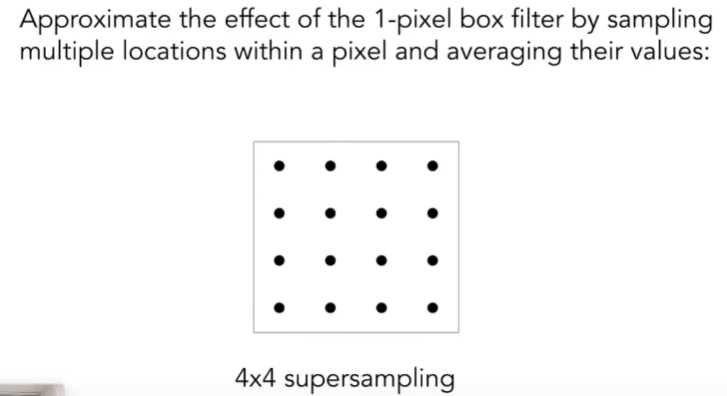 Approximate the effect of the 1-pixel box filter by sampling
multiple locations within a pixel and averaging their values:
4x4 supersampling